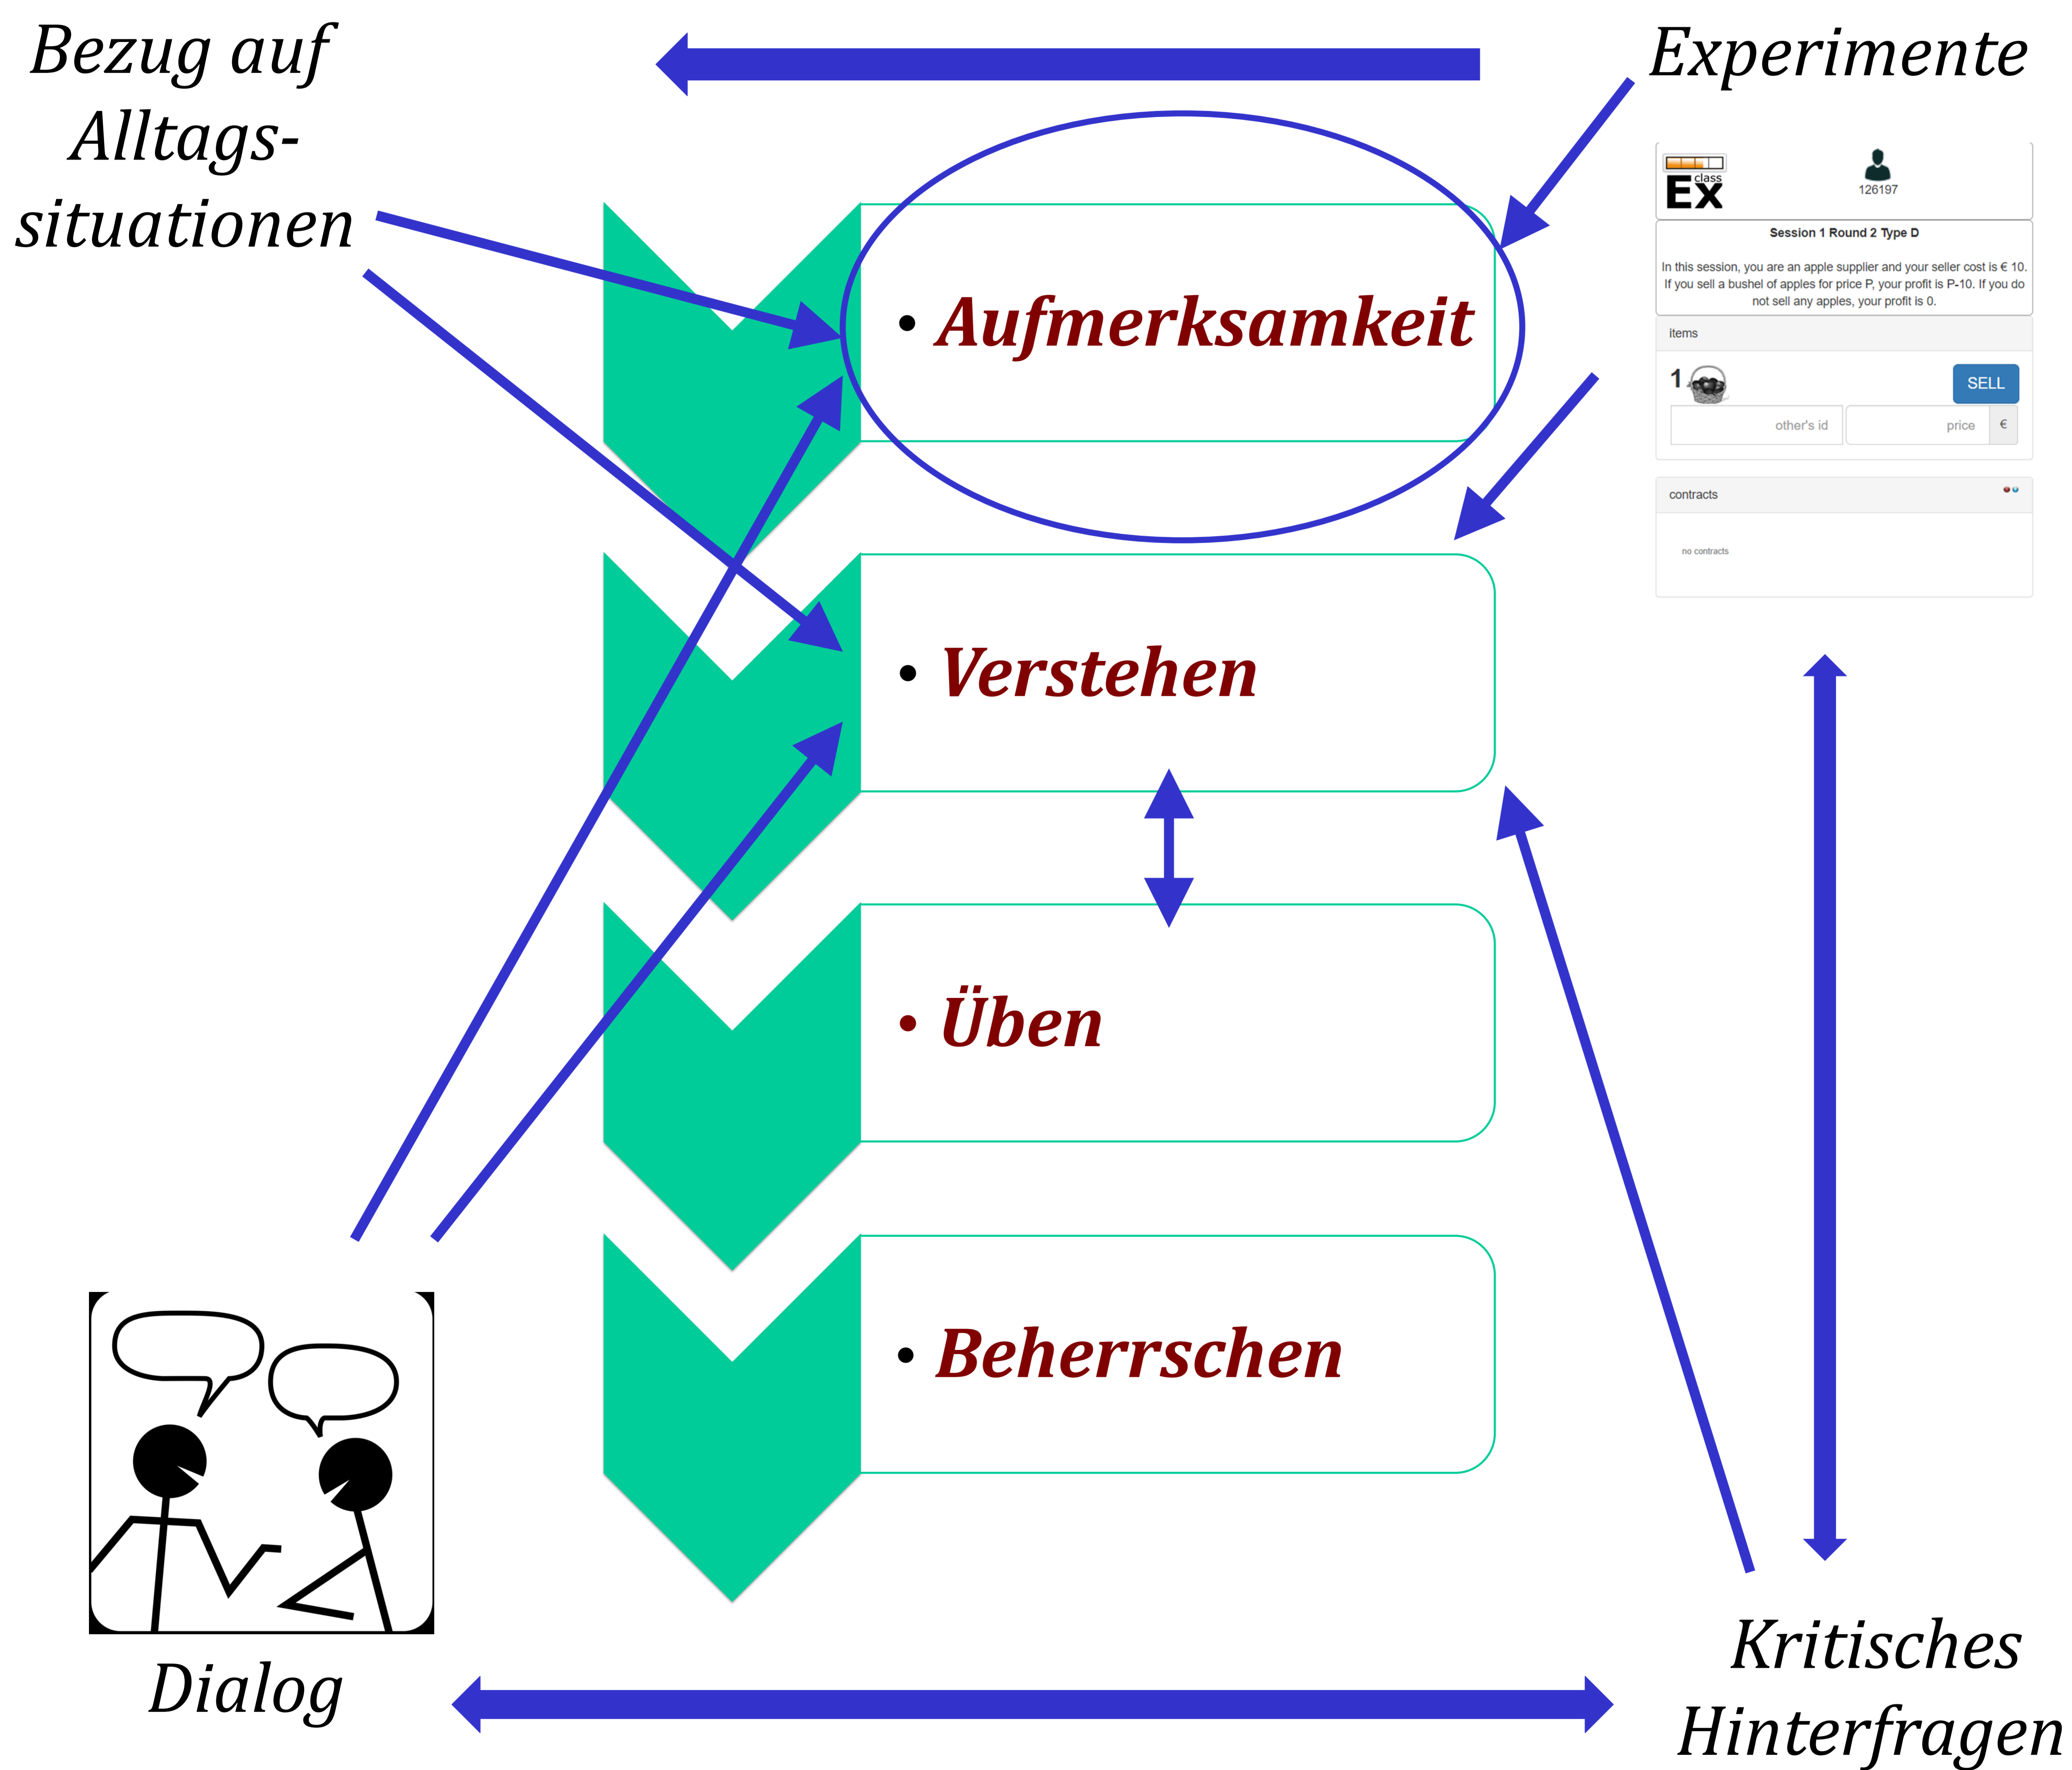 Bezug auf
Alltags-
situationen
Experimente
class
Ex
126197
Session 1 Round 2 Type D
In this session, you are an apple supplier and your seller cost is € 10.
If you sell a bushel of apples for price P, your profit is P-10. If you do
not sell any apples, your profit is 0.
items
1
SELL
other's id
price
€
contracts
no contracts
• Aufmerksamkeit
• Verstehen
• Üben
• Beherrschen
Dialog
Kritisches
Hinterfragen